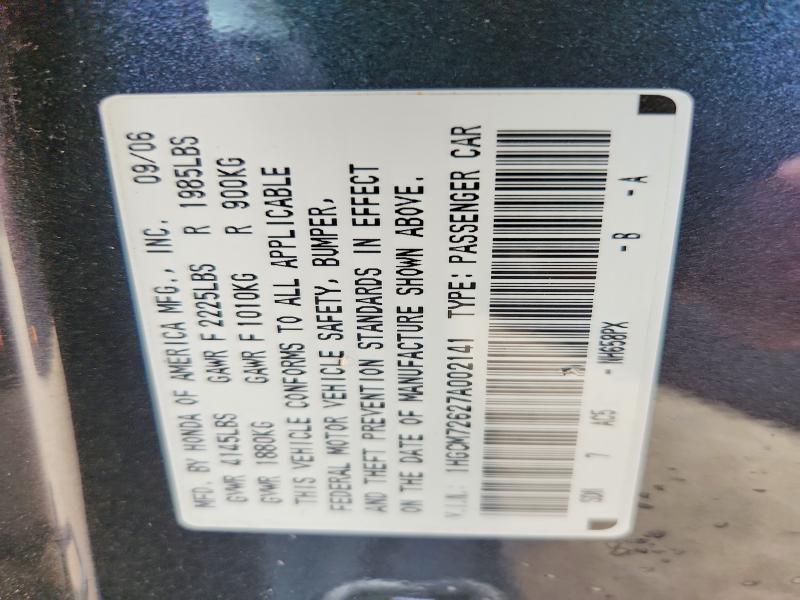 MFD. BY HONDA OF AMERICA MFG., INC. 09/06
GVWR 4145LBS GAWR F 2225LBS R 1985LBS
GVWR 1880KG GAWR F 1010KG R 900KG
THIS VEHICLE CONFORMS TO ALL APPLICABLE
FEDERAL MOTOR VEHICLE SAFETY, BUMPER,
AND THEFT PREVENTION STANDARDS IN EFFECT
ON THE DATE OF MANUFACTURE SHOWN ABOVE.
V.I.N.: 1HGCM72627A002141 TYPE: PASSENGER CAR
SDN 7 AC5 - NH658PX - B - A